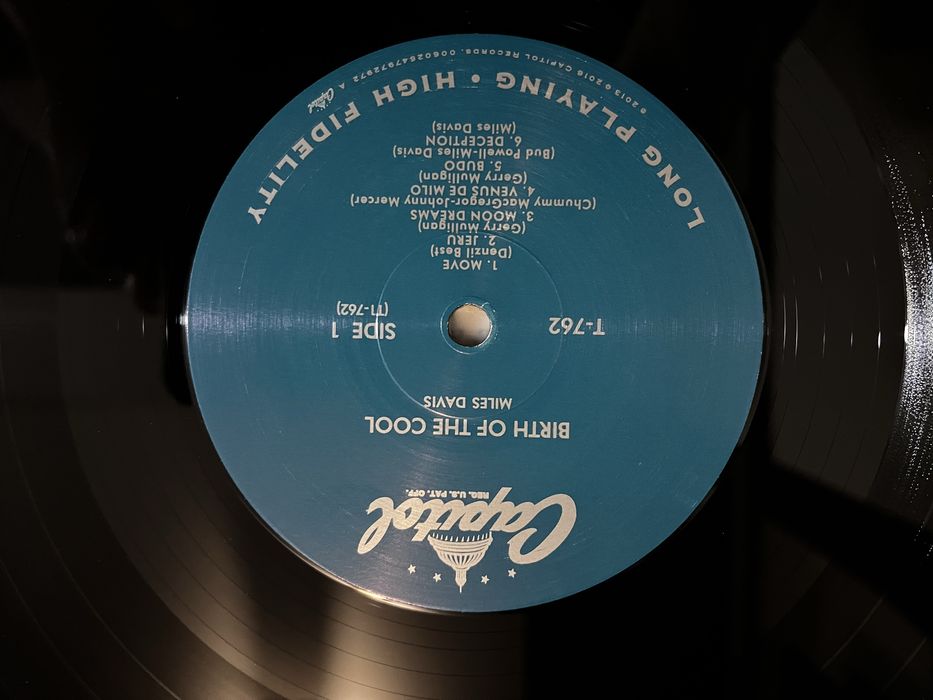 Capitol
REG. U.S. PAT. OFF.
BIRTH OF THE COOL
MILES DAVIS
T-762
SIDE 1
(T1-762)
1. MOVE
(Denzil Best)
2. JERU
(Gerry Mulligan)
3. MOON DREAMS
(Chummy MacGregor-Johnny Mercer)
4. VENUS DE MILO
(Gerry Mulligan)
5. BUDO
(Bud Powell-Miles Davis)
6. DECEPTION
(Miles Davis)
LONG PLAYING • HIGH FIDELITY
℗2013 ©2018 CAPITOL RECORDS. 00602567972972 A
Capitol